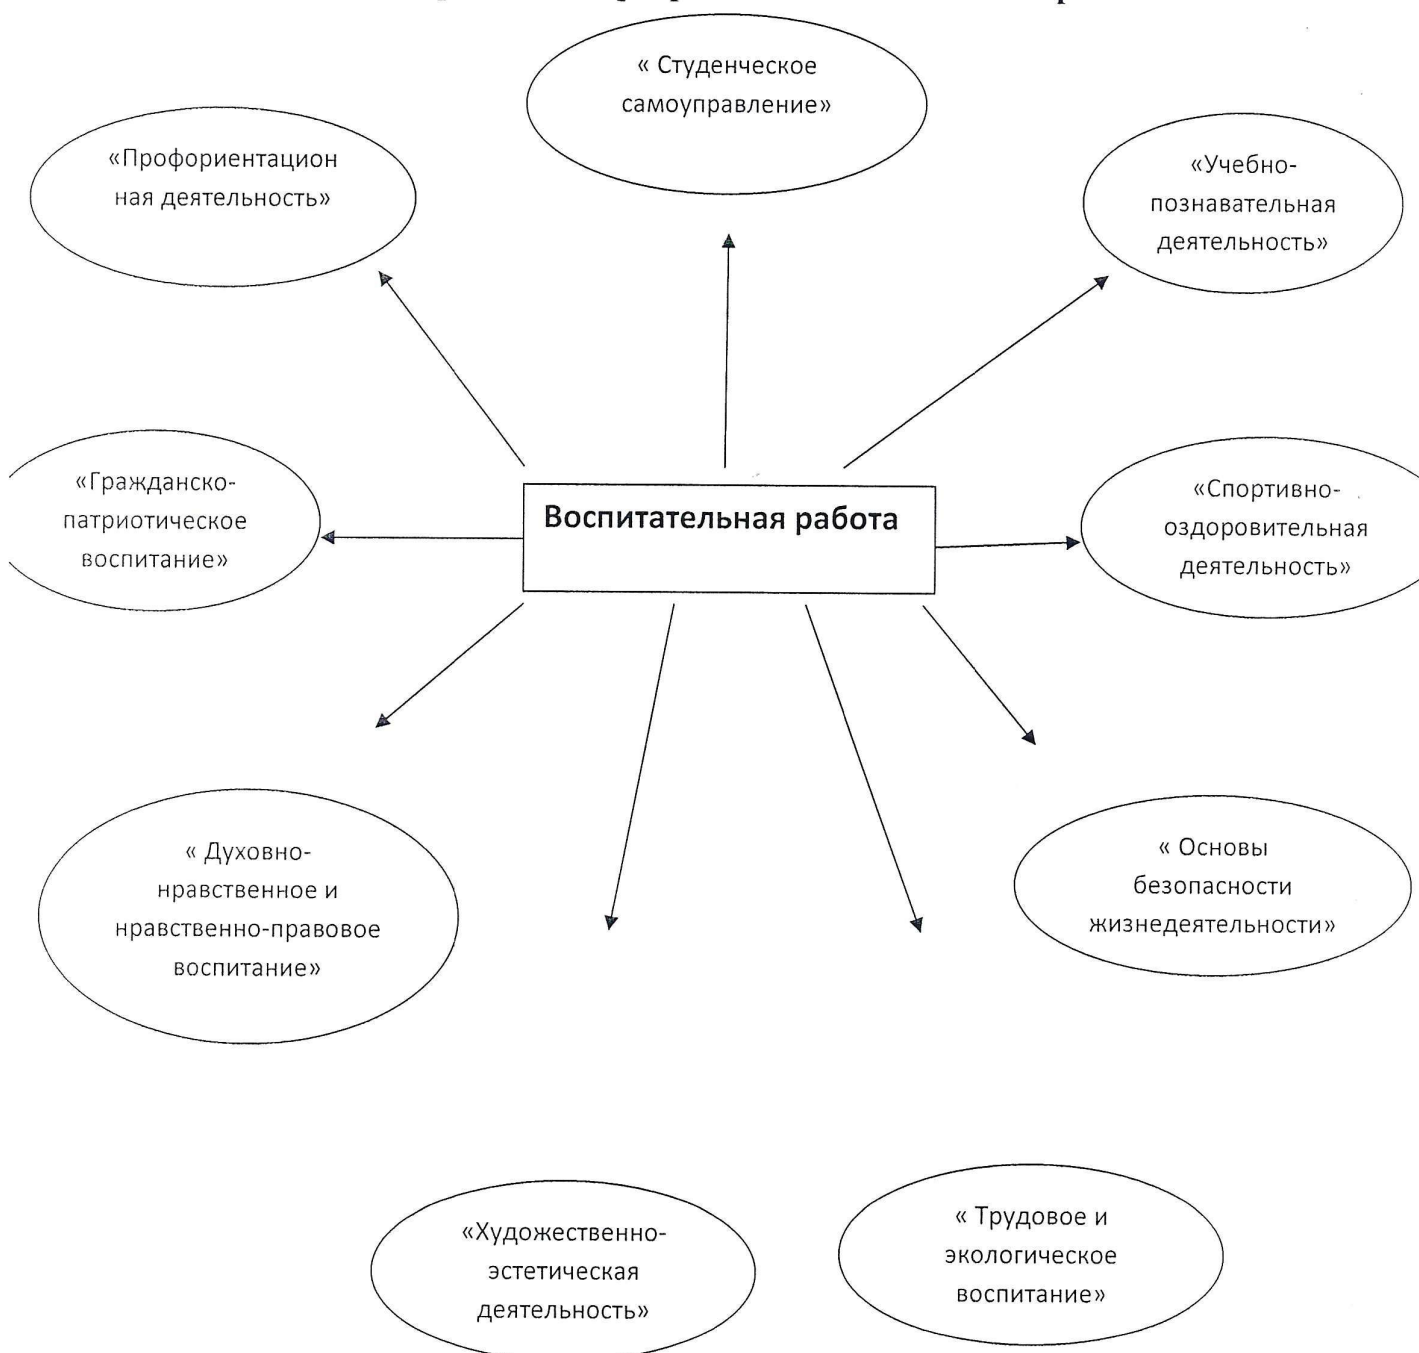 « Студенческое
самоуправление»
«Профориентацион
ная деятельность»
«Учебно-
познавательная
деятельность»
«Гражданско-
патриотическое
воспитание»
Воспитательная работа
«Спортивно-
оздоровительная
деятельность»
« Духовно-
нравственное и
нравственно-правовое
воспитание»
« Основы
безопасности
жизнедеятельности»
«Художественно-
эстетическая
деятельность»
« Трудовое и
экологическое
воспитание»